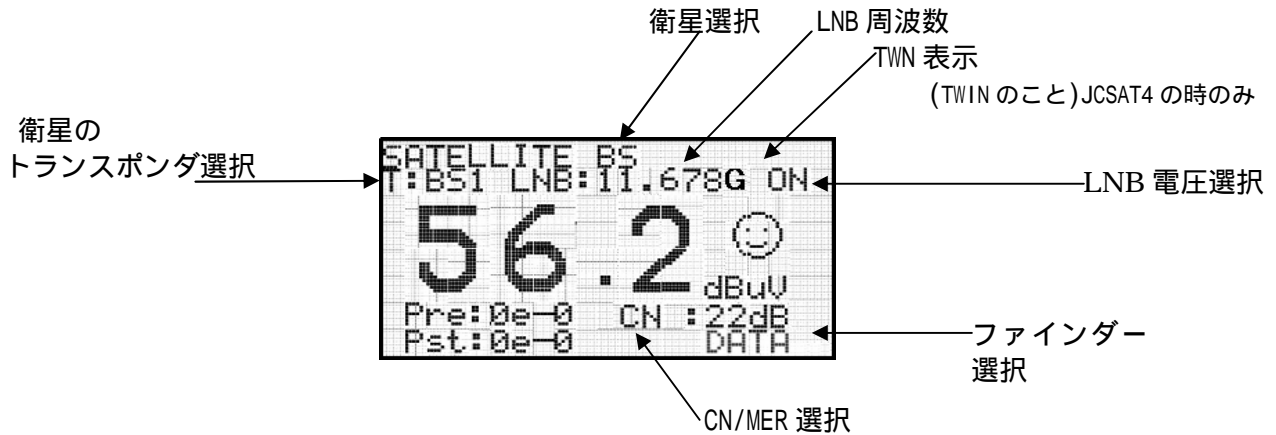 衛星選択
LNB 周波数
TWN 表示
(TWIN のこと)JCSAT4 の時のみ
衛星の
トランスポンダ選択
SATELLITE BS
T:BS1 LNB:11.678G ON
LNB 電圧選択
56.2
dBuV
Pre:0e-0 CN :22dB
Pst:0e-0 DATA
ファインダー
選択
CN/MER 選択